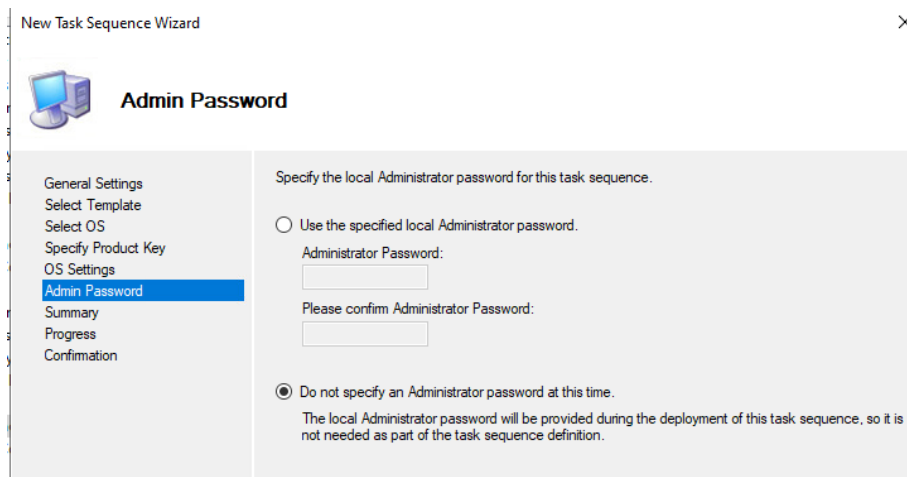 New Task Sequence Wizard
Admin Password
General Settings
Select Template
Select OS
Specify Product Key
OS Settings
Admin Password
Summary
Progress
Confirmation
Specify the local Administrator password for this task sequence.
Use the specified local Administrator password.
Administrator Password:
Please confirm Administrator Password:
Do not specify an Administrator password at this time.
The local Administrator password will be provided during the deployment of this task sequence, so it is
not needed as part of the task sequence definition.